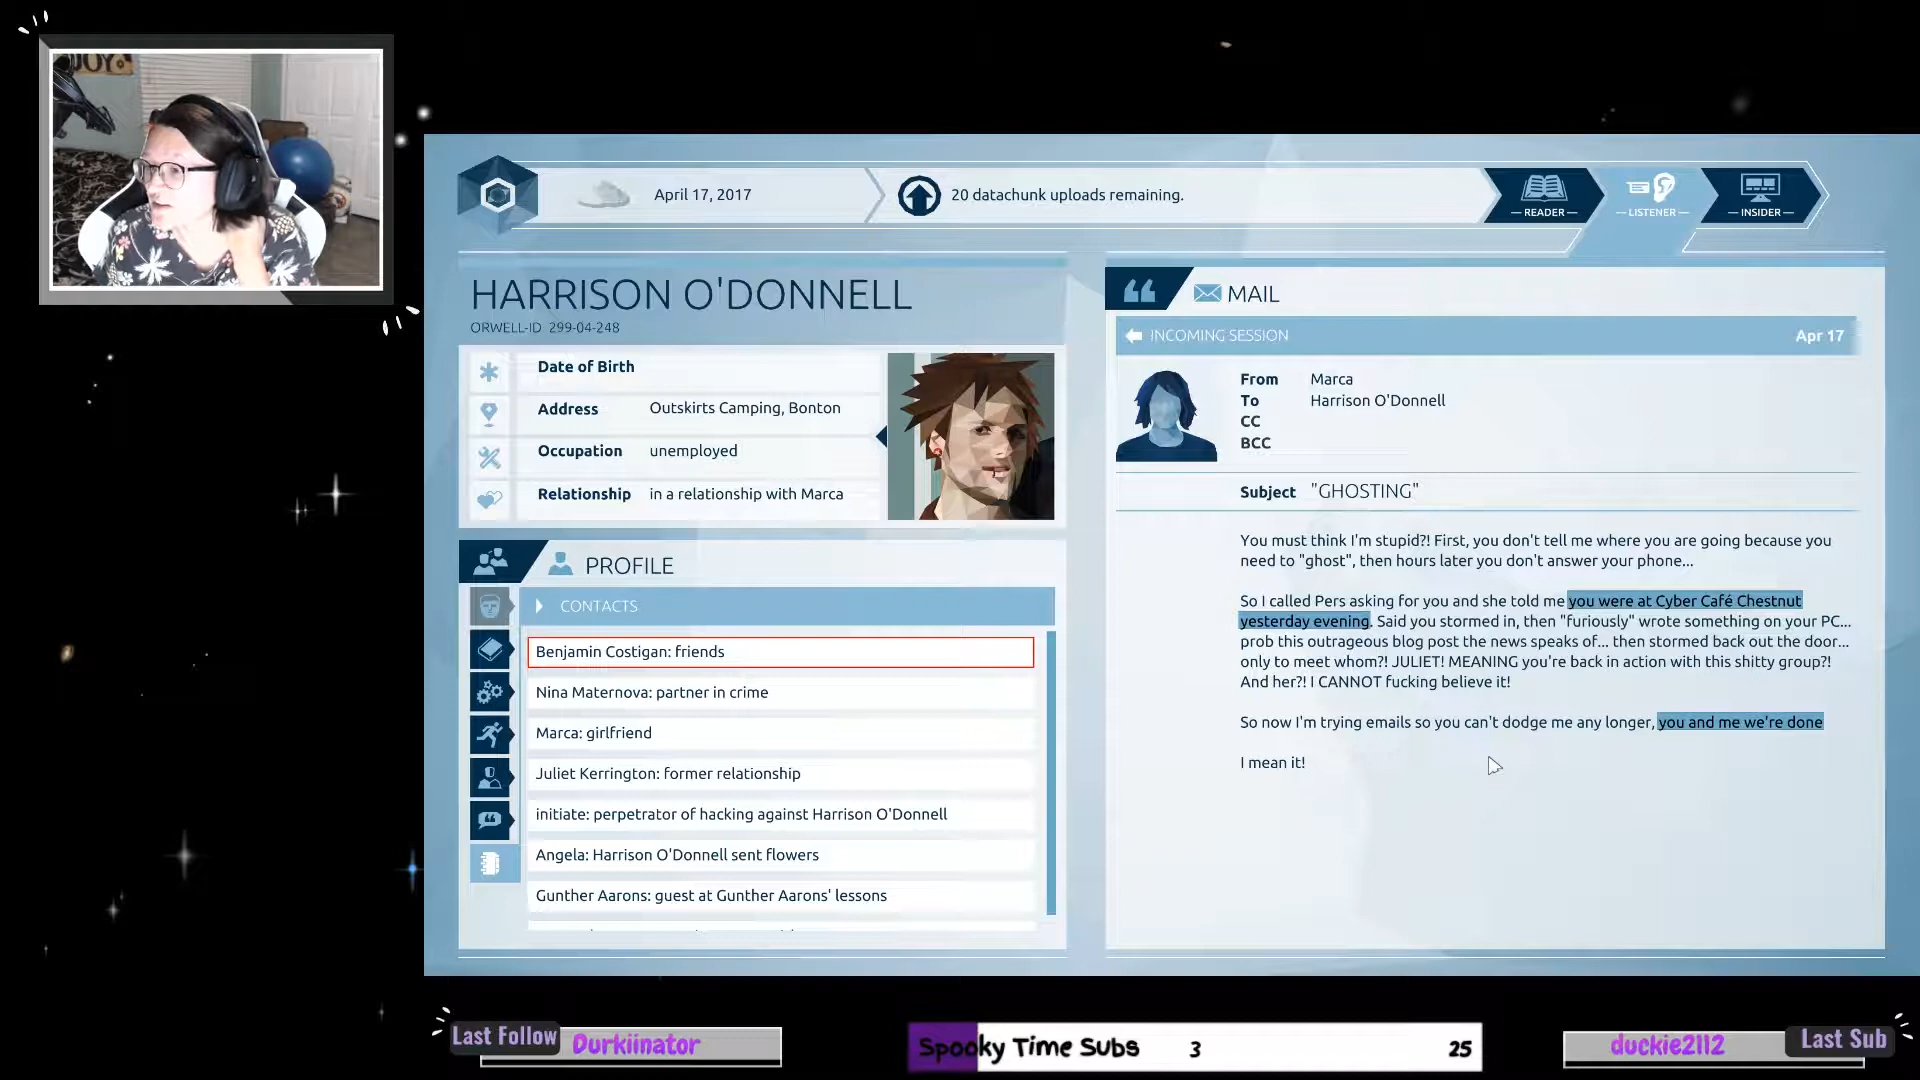 JOY
April 17, 2017
20 datachunk uploads remaining.
READER
LISTENER
INSIDER
HARRISON O'DONNELL
ORWELL-ID 299-04-248
Date of Birth
Address Outskirts Camping, Bonton
Occupation unemployed
Relationship in a relationship with Marca
PROFILE
CONTACTS
Benjamin Costigan: friends
Nina Maternova: partner in crime
Marca: girlfriend
Juliet Kerrington: former relationship
initiate: perpetrator of hacking against Harrison O'Donnell
Angela: Harrison O'Donnell sent flowers
Gunther Aarons: guest at Gunther Aarons' lessons
MAIL
INCOMING SESSION Apr 17
From Marca
To Harrison O'Donnell
CC
BCC
Subject "GHOSTING"
You must think I'm stupid?! First, you don't tell me where you are going because you
need to "ghost", then hours later you don't answer your phone...
So I called Pers asking for you and she told me you were at Cyber Café Chestnut
yesterday evening. Said you stormed in, then "furiously" wrote something on your PC...
prob this outrageous blog post the news speaks of... then stormed back out the door...
only to meet whom?! JULIET! MEANING you're back in action with this shitty group?!
And her?! I CANNOT fucking believe it!
So now I'm trying emails so you can't dodge me any longer, you and me we're done
I mean it!
Last Follow Durkiinator
Spooky Time Subs 3 25
duckie2112 Last Sub